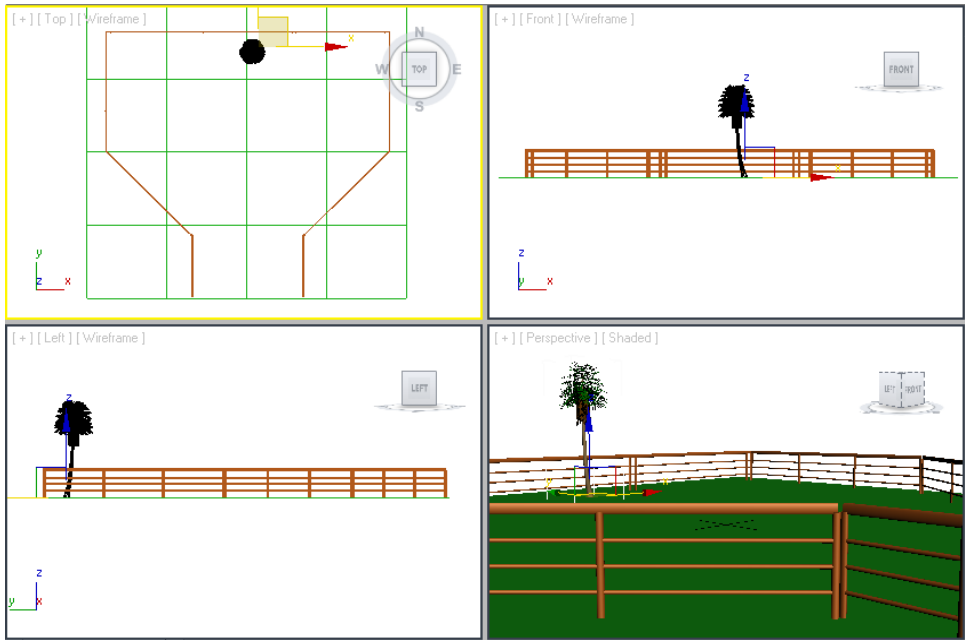 [ + ] [ Top ] [ Wireframe ]
N
W
TOP
E
S
x
y
z
x
[ + ] [ Front ] [ Wireframe ]
FRONT
z
x
z
y
x
[ + ] [ Left ] [ Wireframe ]
LEFT
z
z
y
x
[ + ] [ Perspective ] [ Shaded ]
LEFT
FRONT